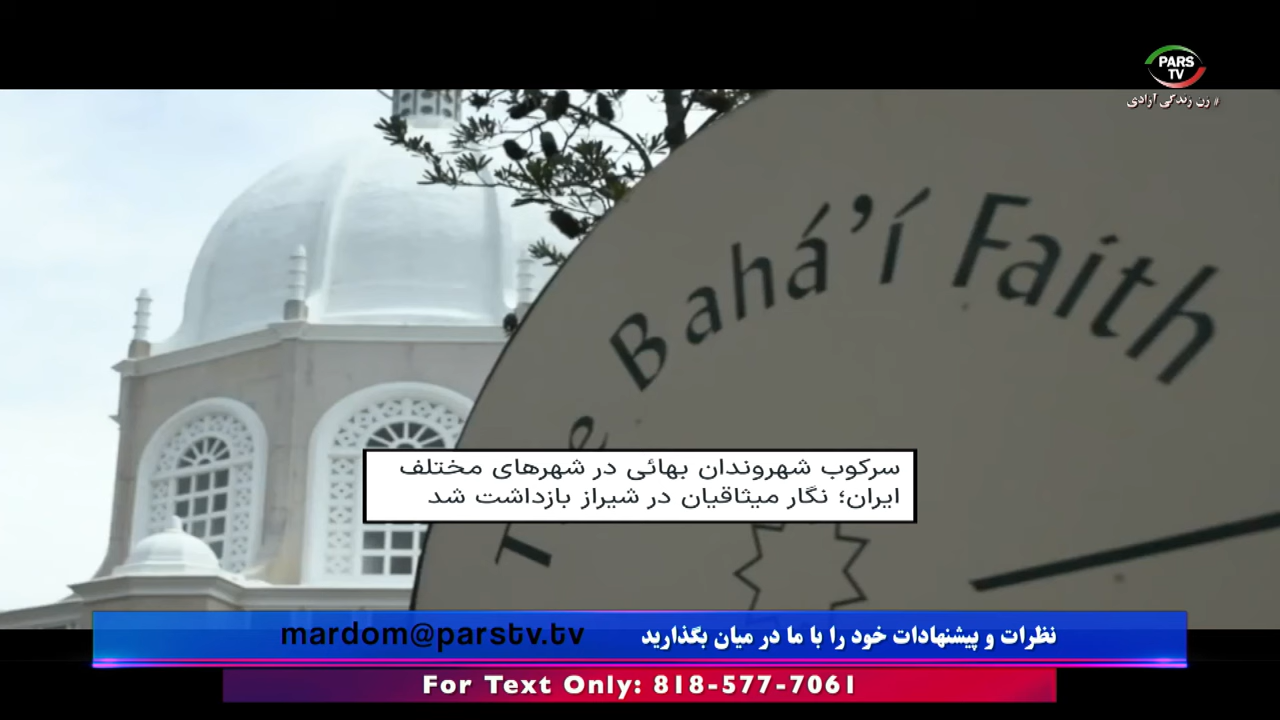 PARS
TV
# زن زندگی آزادی
The Bahá'í Faith
سرکوب شهروندان بهائی در شهرهای مختلف
ایران؛ نگار میثاقیان در شیراز بازداشت شد
نظرات و پیشنهادات خود را با ما در میان بگذارید mardom@parstv.tv
For Text Only: 818-577-7061